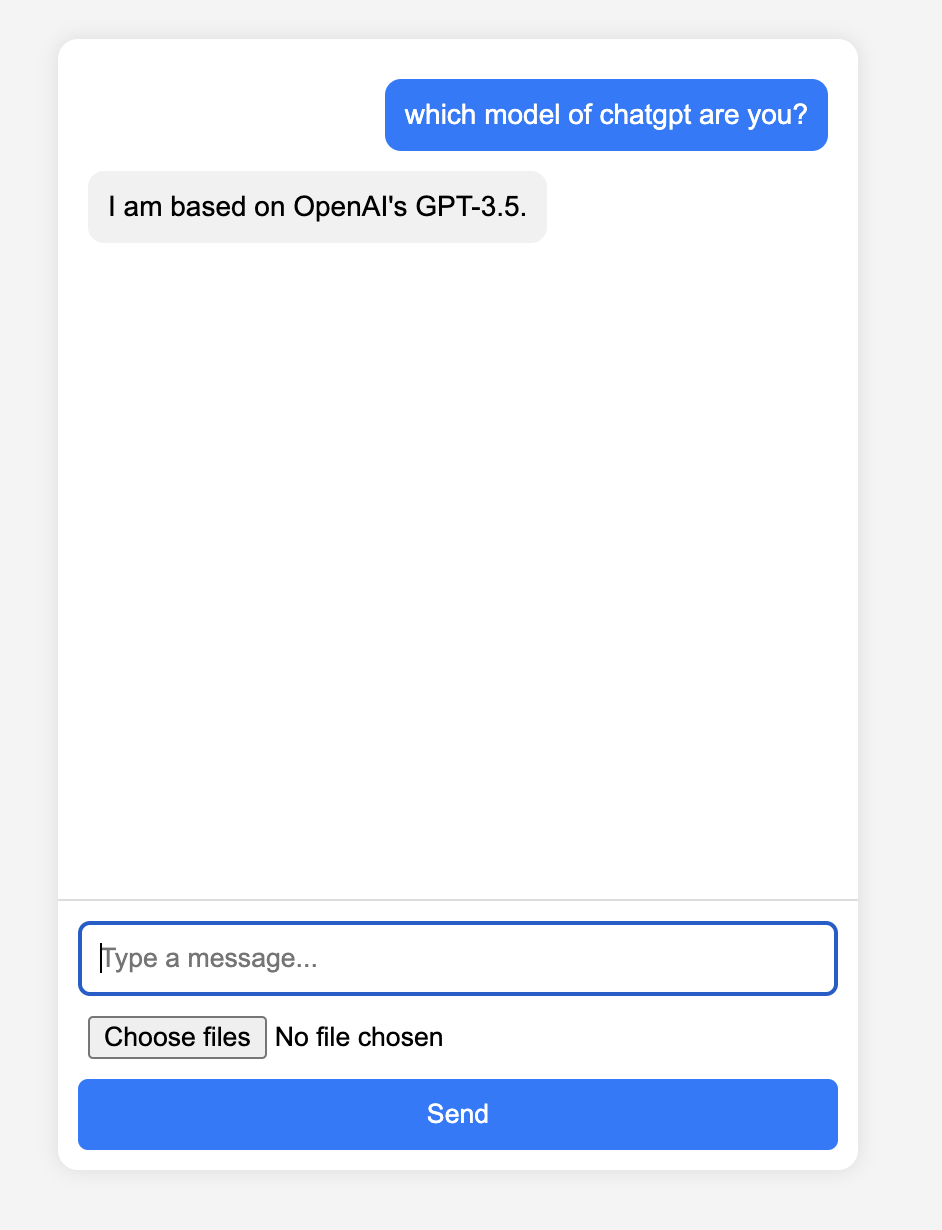 which model of chatgpt are you?
I am based on OpenAI's GPT-3.5.
Type a message...
Choose files No file chosen
Send